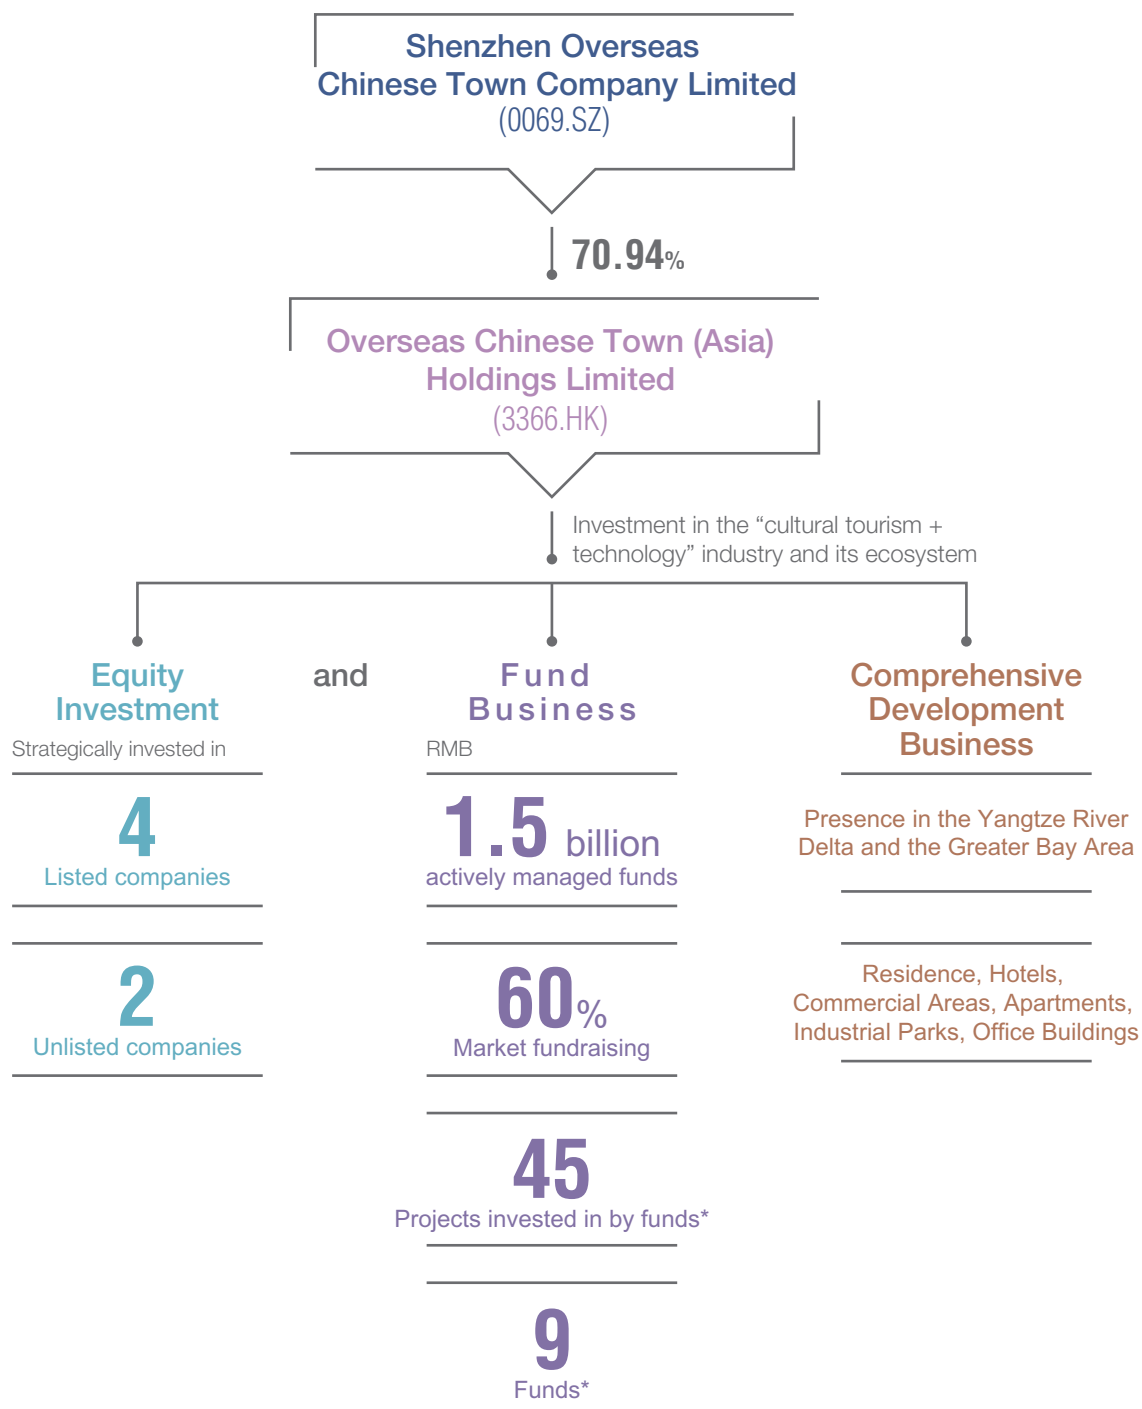 Shenzhen Overseas
Chinese Town Company Limited
(0069.SZ)
70.94%
Overseas Chinese Town (Asia)
Holdings Limited
(3366.HK)
Investment in the “cultural tourism +
technology” industry and its ecosystem
Equity
Investment
Strategically invested in
4
Listed companies
2
Unlisted companies
and
Fund
Business
RMB
1.5 billion
actively managed funds
60%
Market fundraising
45
Projects invested in by funds*
9
Funds*
Comprehensive
Development
Business
Presence in the Yangtze River
Delta and the Greater Bay Area
Residence, Hotels,
Commercial Areas, Apartments,
Industrial Parks, Office Buildings